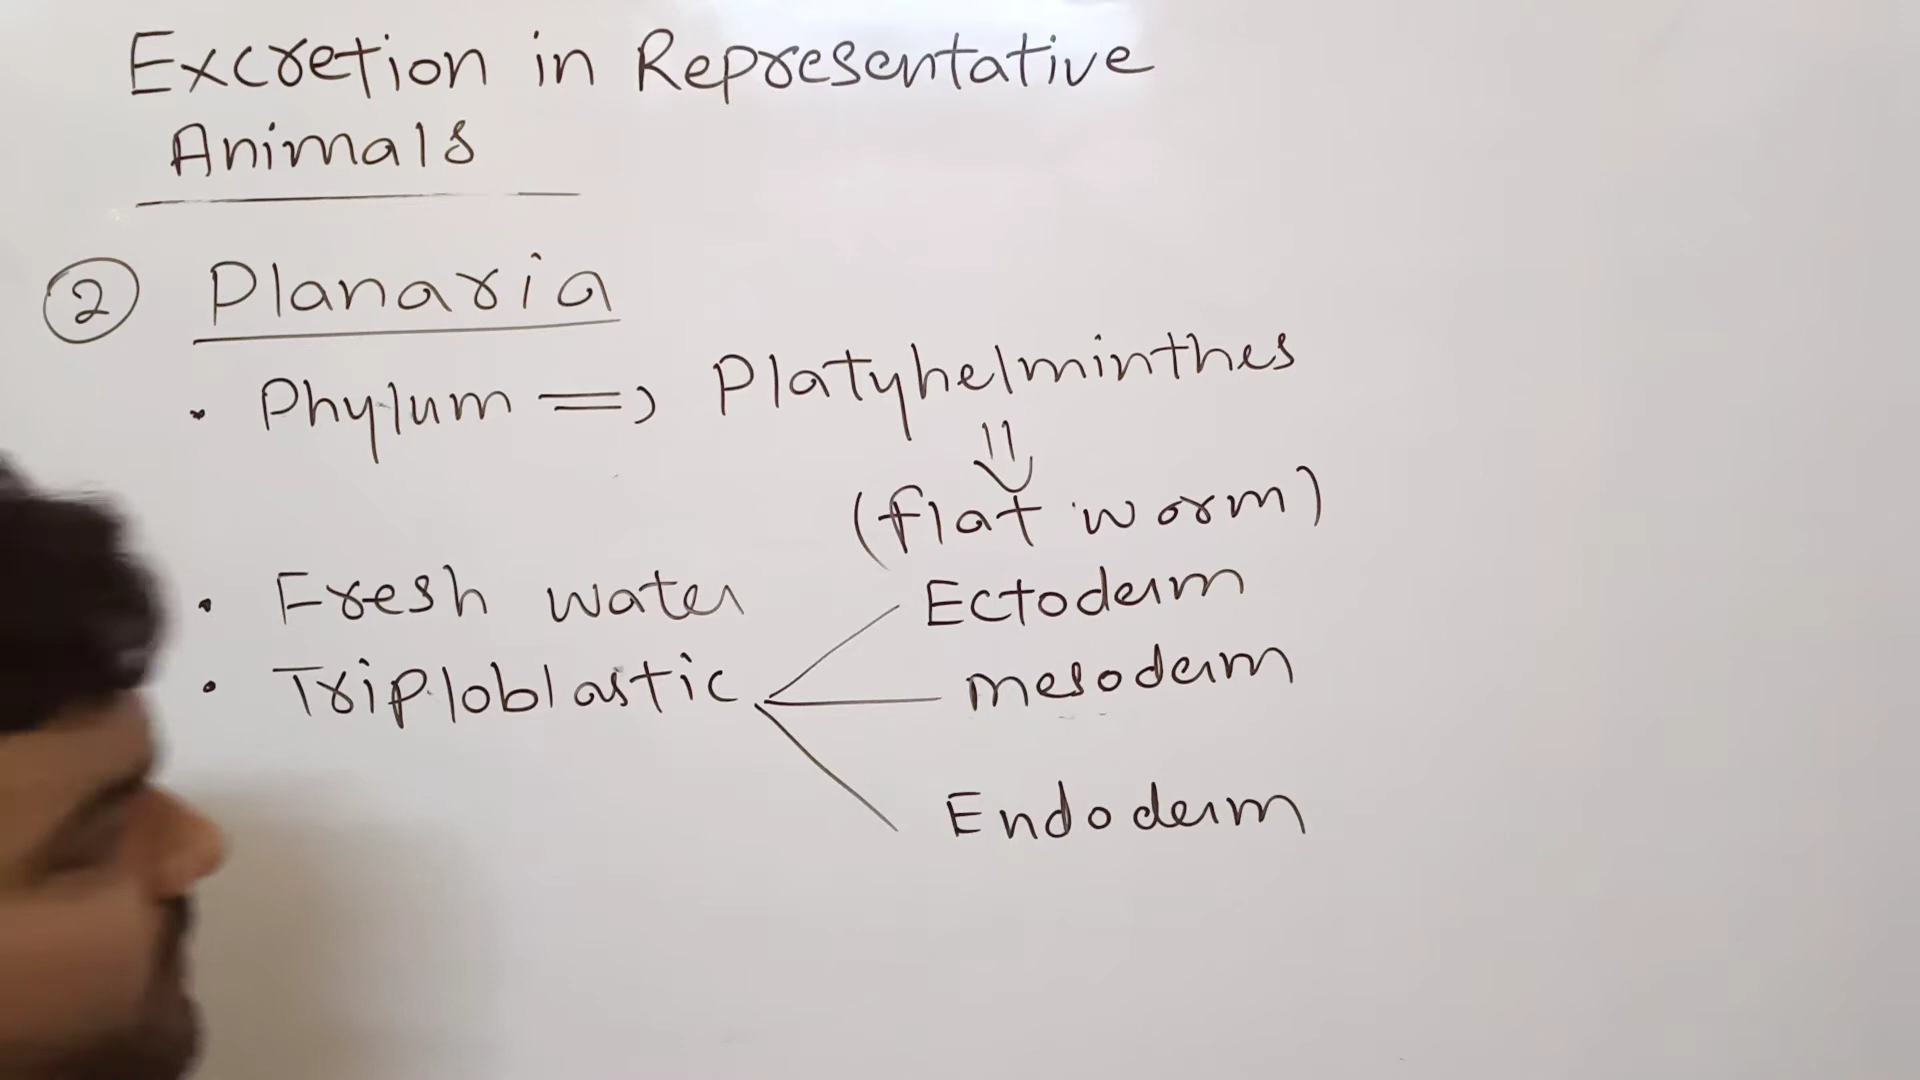 Excretion in Representative
Animals
2 Planaria
• Phylum => Platyhelminthes
(flat worm)
• Fresh water
• Triploblastic
Ectoderm
mesoderm
Endoderm